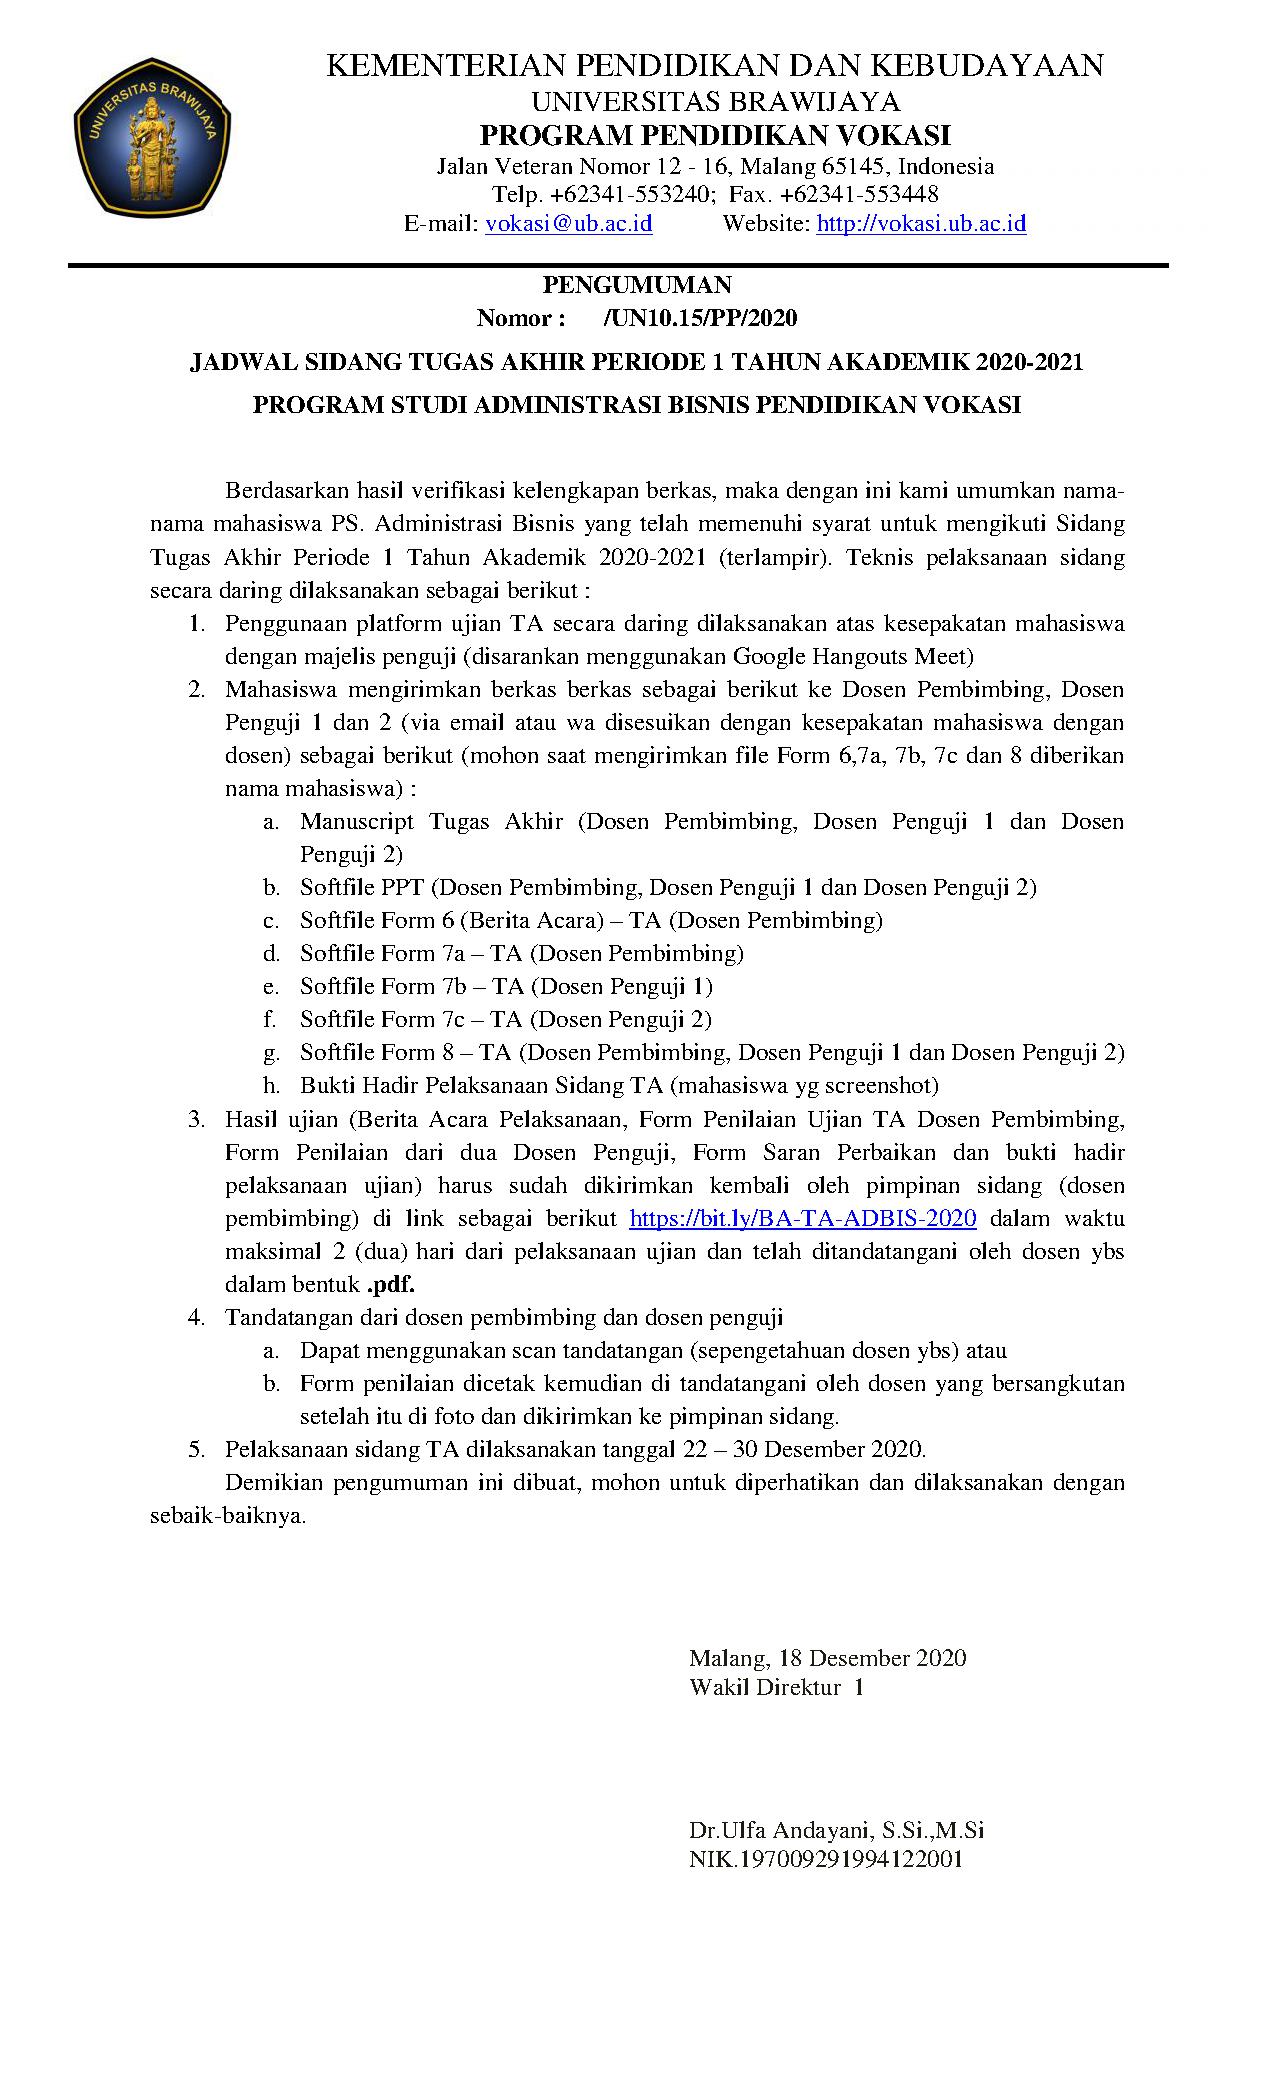 UNIVERSITAS BRAWIJAYA
KEMENTERIAN PENDIDIKAN DAN KEBUDAYAAN
UNIVERSITAS BRAWIJAYA
PROGRAM PENDIDIKAN VOKASI
Jalan Veteran Nomor 12 - 16, Malang 65145, Indonesia
Telp. +62341-553240; Fax. +62341-553448
E-mail: vokasi@ub.ac.id Website: http://vokasi.ub.ac.id
PENGUMUMAN
Nomor : /UN10.15/PP/2020
JADWAL SIDANG TUGAS AKHIR PERIODE 1 TAHUN AKADEMIK 2020-2021
PROGRAM STUDI ADMINISTRASI BISNIS PENDIDIKAN VOKASI
Berdasarkan hasil verifikasi kelengkapan berkas, maka dengan ini kami umumkan nama-
nama mahasiswa PS. Administrasi Bisnis yang telah memenuhi syarat untuk mengikuti Sidang
Tugas Akhir Periode 1 Tahun Akademik 2020-2021 (terlampir). Teknis pelaksanaan sidang
secara daring dilaksanakan sebagai berikut :
1. Penggunaan platform ujian TA secara daring dilaksanakan atas kesepakatan mahasiswa
dengan majelis penguji (disarankan menggunakan Google Hangouts Meet)
2. Mahasiswa mengirimkan berkas berkas sebagai berikut ke Dosen Pembimbing, Dosen
Penguji 1 dan 2 (via email atau wa disesuikan dengan kesepakatan mahasiswa dengan
dosen) sebagai berikut (mohon saat mengirimkan file Form 6,7a, 7b, 7c dan 8 diberikan
nama mahasiswa) :
a. Manuscript Tugas Akhir (Dosen Pembimbing, Dosen Penguji 1 dan Dosen
Penguji 2)
b. Softfile PPT (Dosen Pembimbing, Dosen Penguji 1 dan Dosen Penguji 2)
c. Softfile Form 6 (Berita Acara) – TA (Dosen Pembimbing)
d. Softfile Form 7a – TA (Dosen Pembimbing)
e. Softfile Form 7b – TA (Dosen Penguji 1)
f. Softfile Form 7c – TA (Dosen Penguji 2)
g. Softfile Form 8 – TA (Dosen Pembimbing, Dosen Penguji 1 dan Dosen Penguji 2)
h. Bukti Hadir Pelaksanaan Sidang TA (mahasiswa yg screenshot)
3. Hasil ujian (Berita Acara Pelaksanaan, Form Penilaian Ujian TA Dosen Pembimbing,
Form Penilaian dari dua Dosen Penguji, Form Saran Perbaikan dan bukti hadir
pelaksanaan ujian) harus sudah dikirimkan kembali oleh pimpinan sidang (dosen
pembimbing) di link sebagai berikut https://bit.ly/BA-TA-ADBIS-2020 dalam waktu
maksimal 2 (dua) hari dari pelaksanaan ujian dan telah ditandatangani oleh dosen ybs
dalam bentuk .pdf.
4. Tandatangan dari dosen pembimbing dan dosen penguji
a. Dapat menggunakan scan tandatangan (sepengetahuan dosen ybs) atau
b. Form penilaian dicetak kemudian di tandatangani oleh dosen yang bersangkutan
setelah itu di foto dan dikirimkan ke pimpinan sidang.
5. Pelaksanaan sidang TA dilaksanakan tanggal 22 – 30 Desember 2020.
Demikian pengumuman ini dibuat, mohon untuk diperhatikan dan dilaksanakan dengan
sebaik-baiknya.
Malang, 18 Desember 2020
Wakil Direktur 1
Dr.Ulfa Andayani, S.Si.,M.Si
NIK.197009291994122001